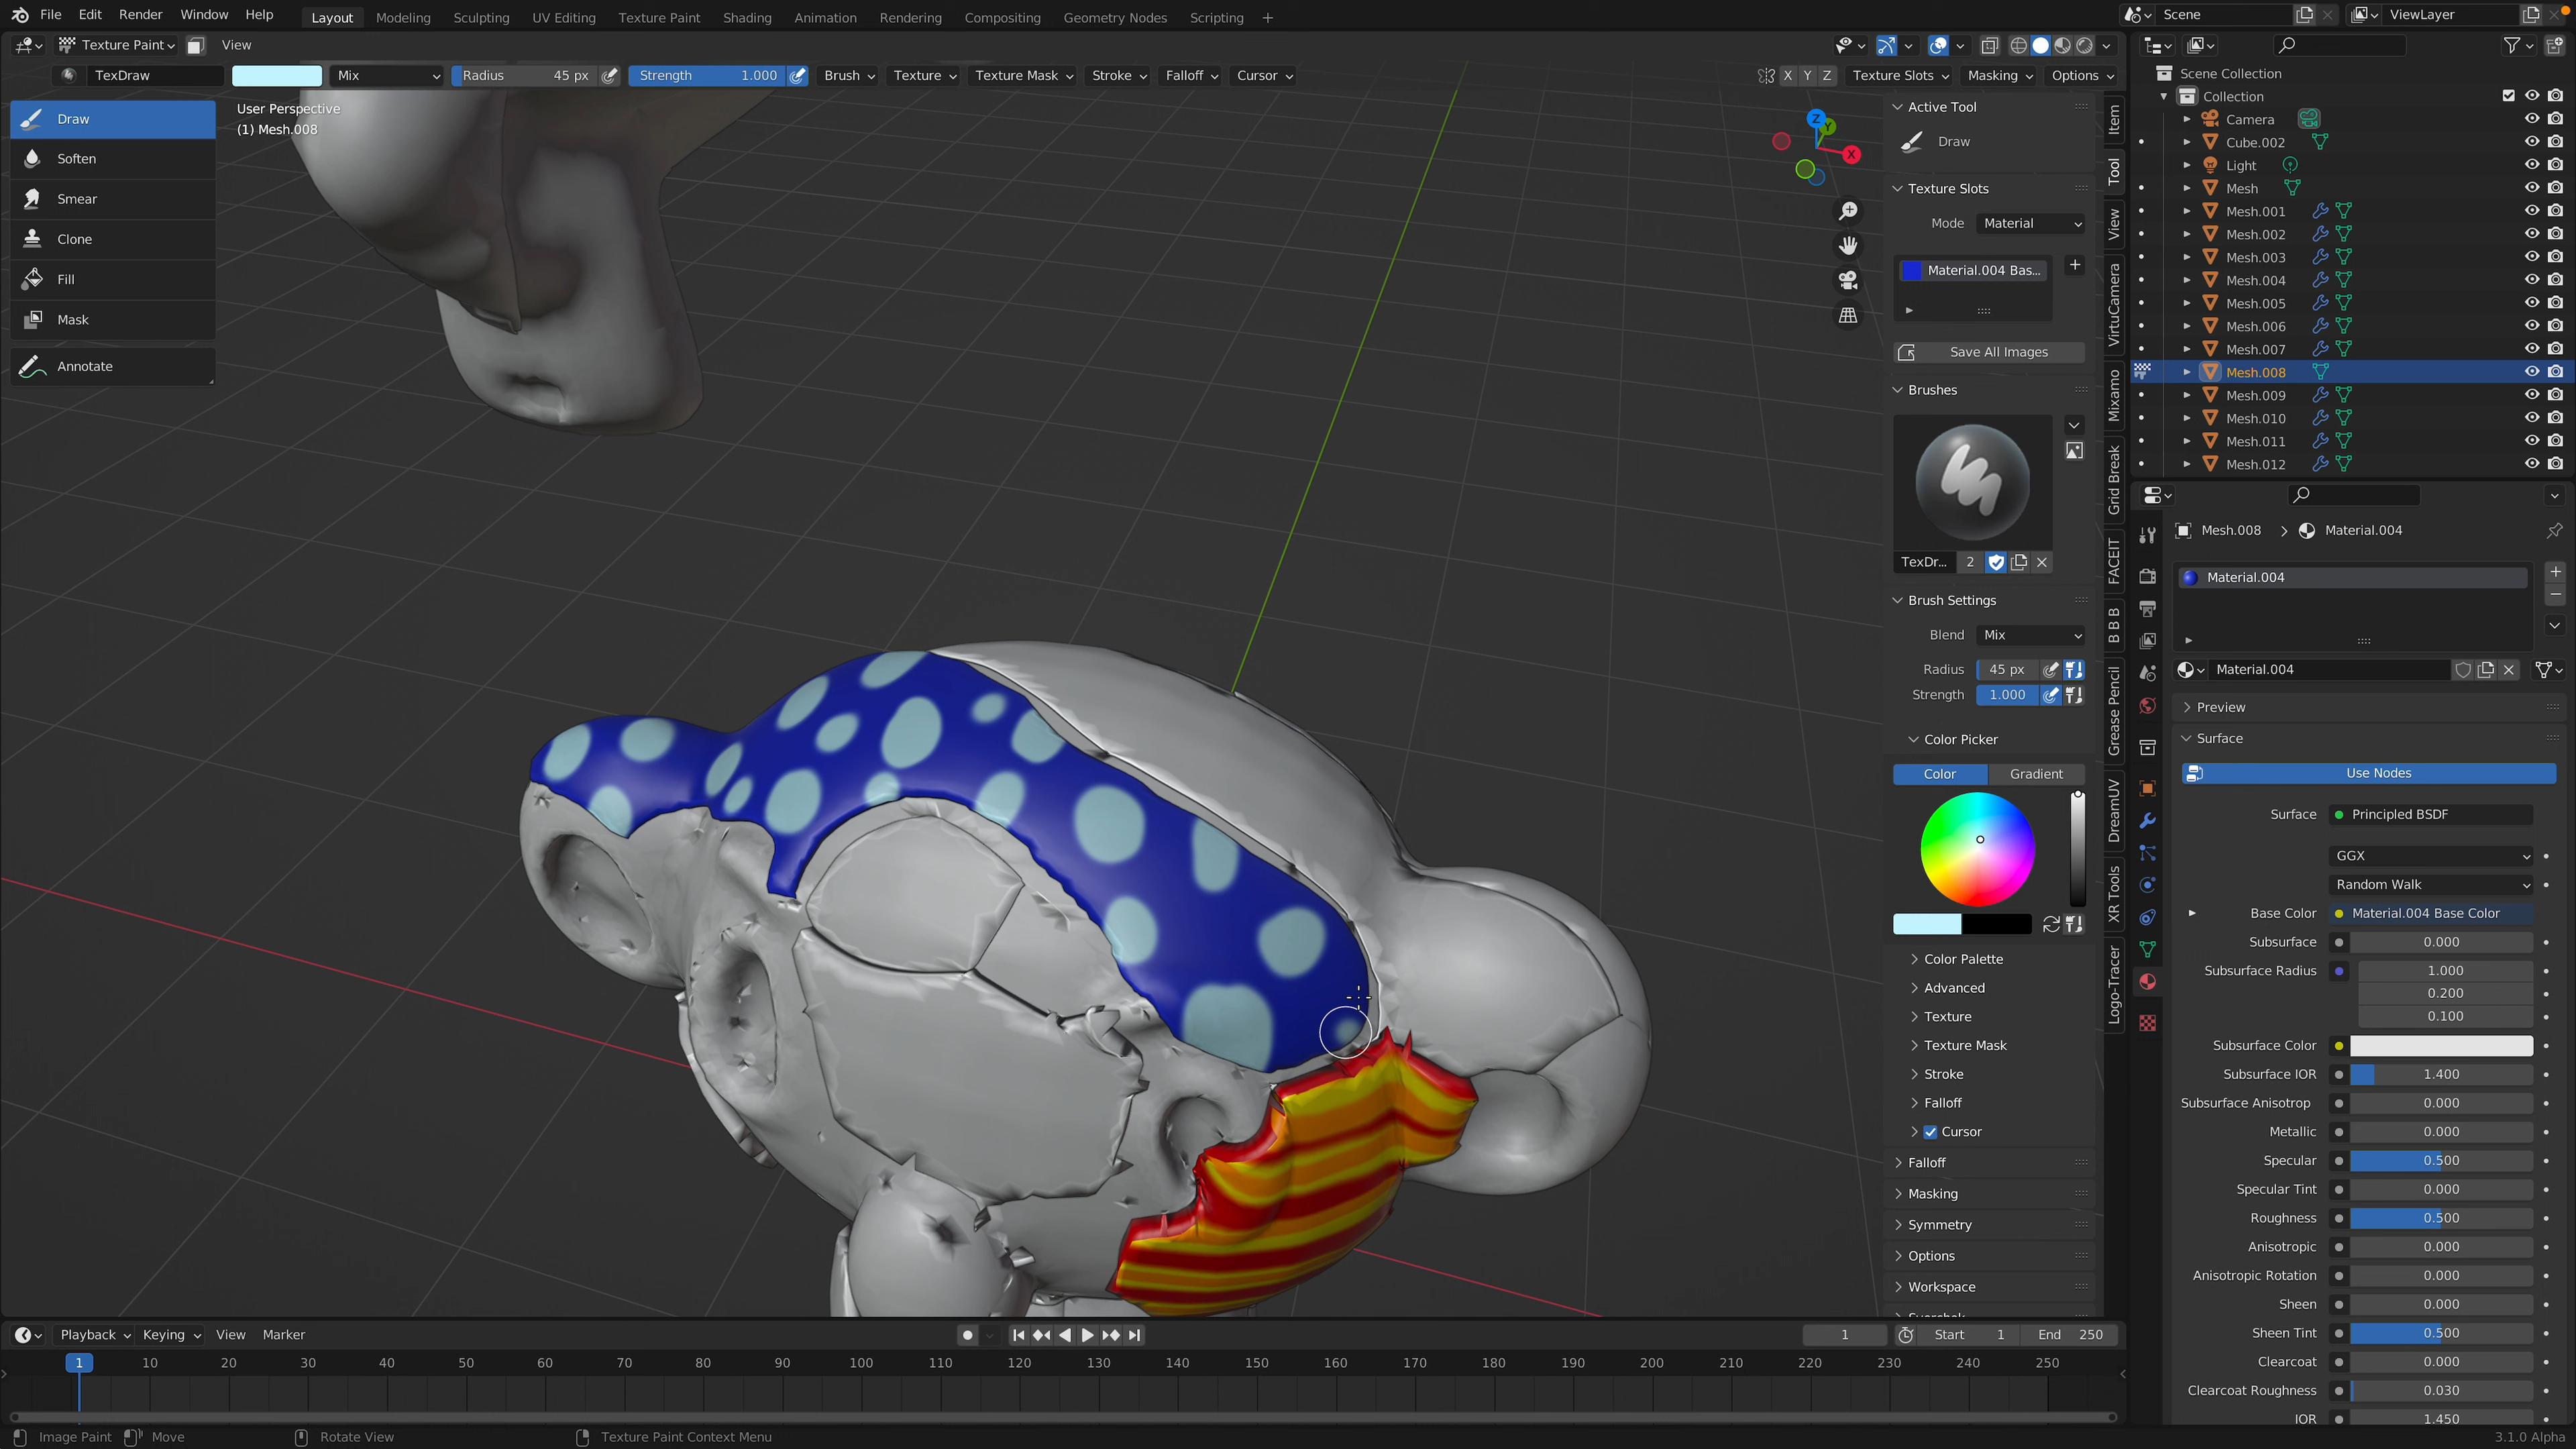 File Edit Render Window Help Layout Modeling Sculpting UV Editing Texture Paint Shading Animation Rendering Compositing Geometry Nodes Scripting + Scene ViewLayer
Texture Paint View
TexDraw Mix Radius 45 px Strength 1.000 Brush Texture Texture Mask Stroke Falloff Cursor X Y Z Texture Slots Masking Options
User Perspective
(1) Mesh.008
Draw
Soften
Smear
Clone
Fill
Mask
Annotate
Z
Y
X
Active Tool
Draw
Texture Slots
Mode Material
Material.004 Bas...
Save All Images
Brushes
TexDr... 2
Brush Settings
Blend Mix
Radius 45 px
Strength 1.000
Color Picker
Color Gradient
Color Palette
Advanced
Texture
Texture Mask
Stroke
Falloff
Cursor
Falloff
Masking
Symmetry
Options
Workspace
Item
Tool
View
VirtuCamera
Mixamo
Grid Break
FACEIT
B B B
Grease Pencil
DreamUV
XR Tools
Logo-Tracer
Scene Collection
Collection
Camera
Cube.002
Light
Mesh
Mesh.001
Mesh.002
Mesh.003
Mesh.004
Mesh.005
Mesh.006
Mesh.007
Mesh.008
Mesh.009
Mesh.010
Mesh.011
Mesh.012
Mesh.008 Material.004
Material.004
Material.004
Preview
Surface
Use Nodes
Surface Principled BSDF
GGX
Random Walk
Base Color Material.004 Base Color
Subsurface 0.000
Subsurface Radius 1.000
0.200
0.100
Subsurface Color
Subsurface IOR 1.400
Subsurface Anisotrop 0.000
Metallic 0.000
Specular 0.500
Specular Tint 0.000
Roughness 0.500
Anisotropic 0.000
Anisotropic Rotation 0.000
Sheen 0.000
Sheen Tint 0.500
Clearcoat 0.000
Clearcoat Roughness 0.030
IOR 1.450
Playback Keying View Marker 1 Start 1 End 250
1 10 20 30 40 50 60 70 80 90 100 110 120 130 140 150 160 170 180 190 200 210 220 230 240 250
Image Paint Move Rotate View Texture Paint Context Menu 3.1.0 Alpha